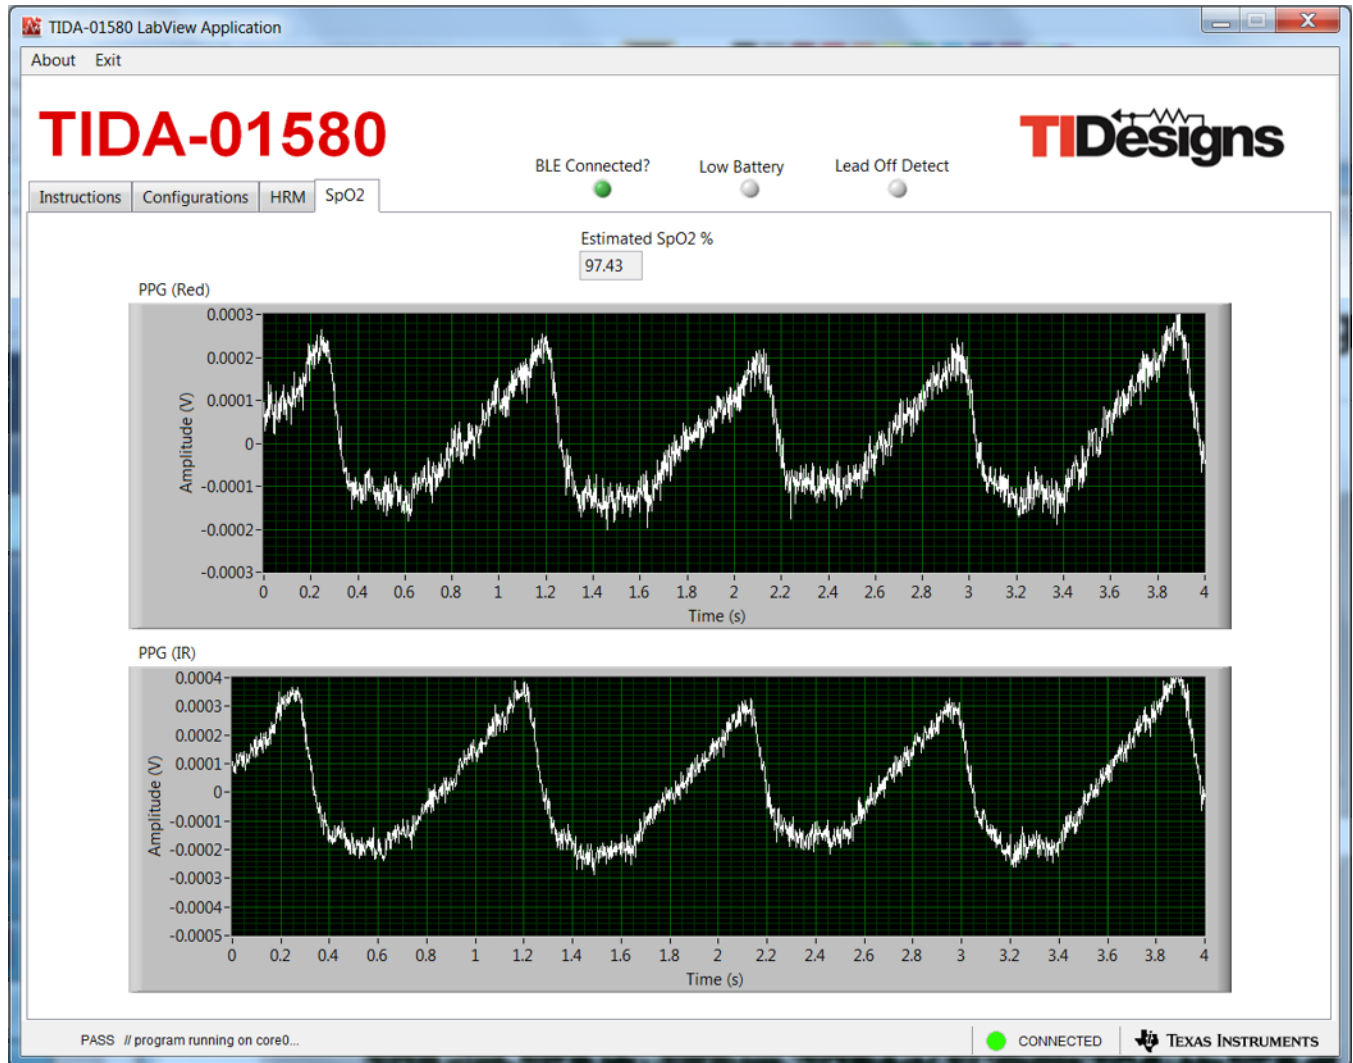 TIDA-01580 LabView Application
About Exit
TIDA-01580
TIDesigns
BLE Connected? Low Battery Lead Off Detect
Instructions Configurations HRM SpO2
Estimated SpO2 %
97.43
PPG (Red)
0.0003
0.0002
0.0001
0
-0.0001
-0.0002
-0.0003
Amplitude (V)
0 0.2 0.4 0.6 0.8 1 1.2 1.4 1.6 1.8 2 2.2 2.4 2.6 2.8 3 3.2 3.4 3.6 3.8 4
Time (s)
PPG (IR)
0.0004
0.0003
0.0002
0.0001
0
-0.0001
-0.0002
-0.0003
-0.0004
-0.0005
Amplitude (V)
0 0.2 0.4 0.6 0.8 1 1.2 1.4 1.6 1.8 2 2.2 2.4 2.6 2.8 3 3.2 3.4 3.6 3.8 4
Time (s)
PASS // program running on core0... CONNECTED TEXAS INSTRUMENTS